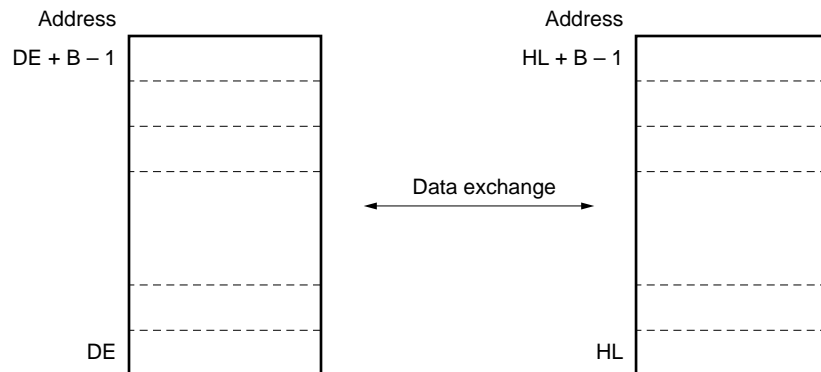 Address
DE + B – 1
DE
Data exchange
Address
HL + B – 1
HL